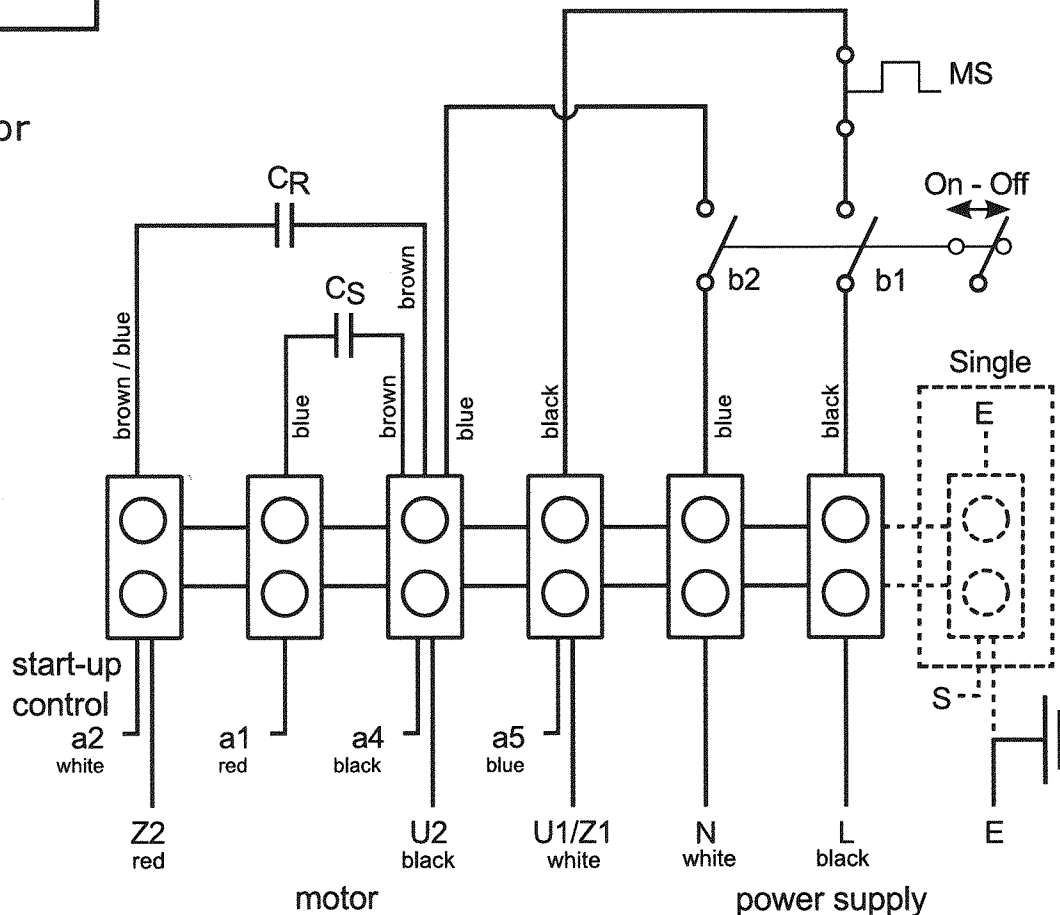 or
MS
CR
On - Off
CS
b2
b1
brown / blue
blue
brown
brown
blue
black
blue
black
Single
E
start-up
control
a2
white
a1
red
a4
black
a5
blue
S
Z2
red
U2
black
U1/Z1
white
N
white
L
black
E
motor
power supply